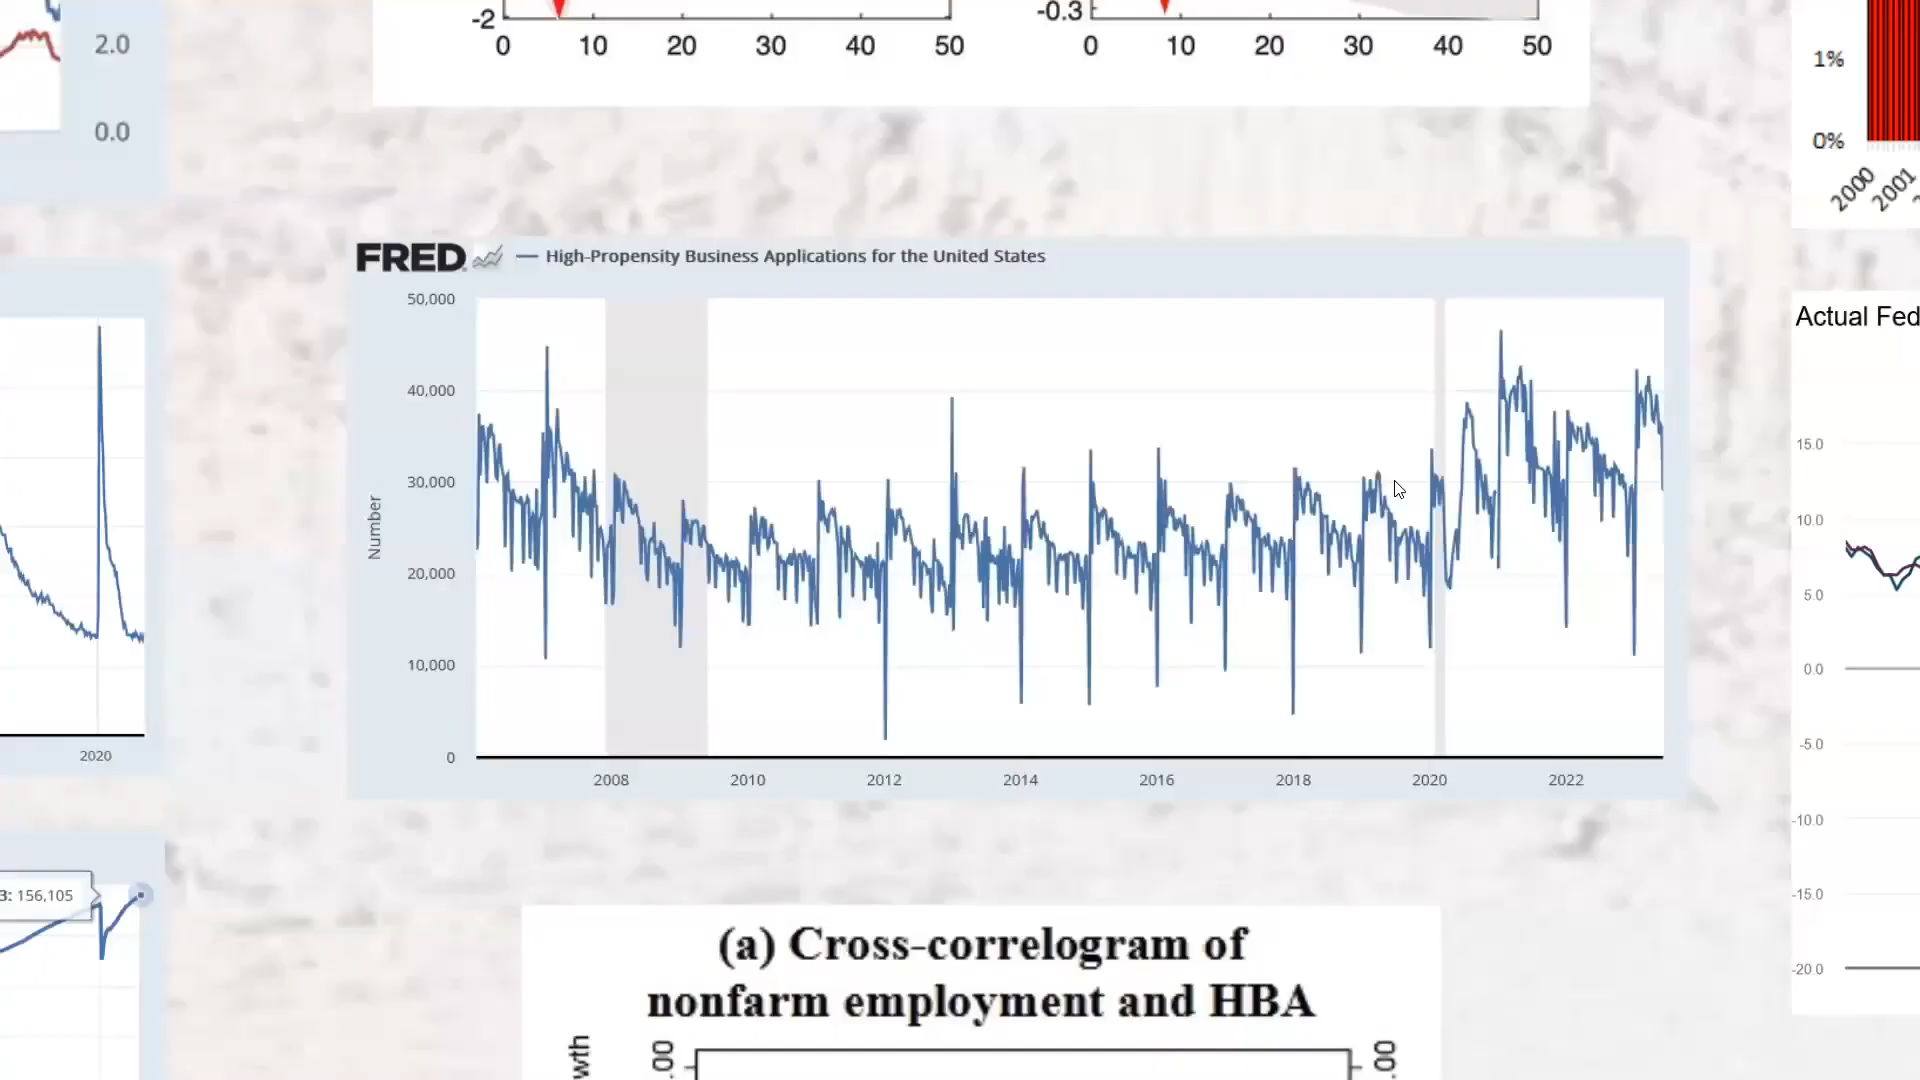 2.0
0.0
-2
0 10 20 30 40 50
-0.3
0 10 20 30 40 50
1%
0%
2000
2001
FRED
High-Propensity Business Applications for the United States
50,000
40,000
30,000
20,000
10,000
0
Number
2008 2010 2012 2014 2016 2018 2020 2022
2020
3: 156,105
Actual Fed
15.0
10.0
5.0
0.0
-5.0
-10.0
-15.0
-20.0
(a) Cross-correlogram of
nonfarm employment and HBA
wth
.00
.00